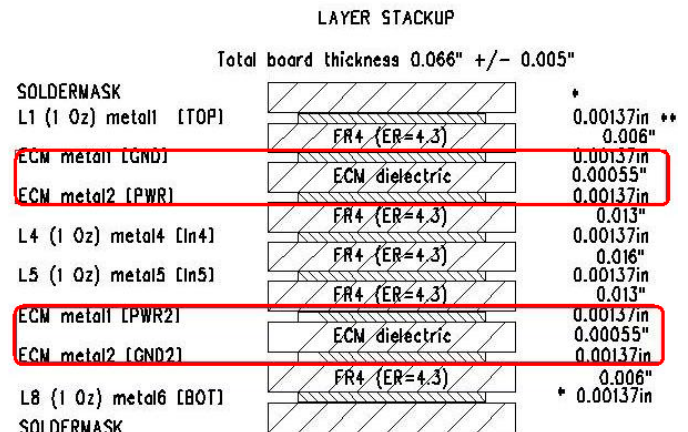 LAYER STACKUP
Total board thickness 0.066" +/- 0.005"
SOLDERMASK *
L1 (1 Oz) metal1 [TOP] 0.00137in **
FR4 (ER=4.3) 0.006"
ECM metal1 [GND] 0.00137in
ECM dielectric 0.00055"
ECM metal2 [PWR] 0.00137in
FR4 (ER=4.3) 0.013"
L4 (1 Oz) metal4 [In4] 0.00137in
FR4 (ER=4.3) 0.016"
L5 (1 Oz) metal5 [In5] 0.00137in
FR4 (ER=4.3) 0.013"
ECM metal1 [PWR2] 0.00137in
ECM dielectric 0.00055"
ECM metal2 [GND2] 0.00137in
FR4 (ER=4.3) 0.006"
L8 (1 Oz) metal6 [BOT] * 0.00137in
SOLDERMASK